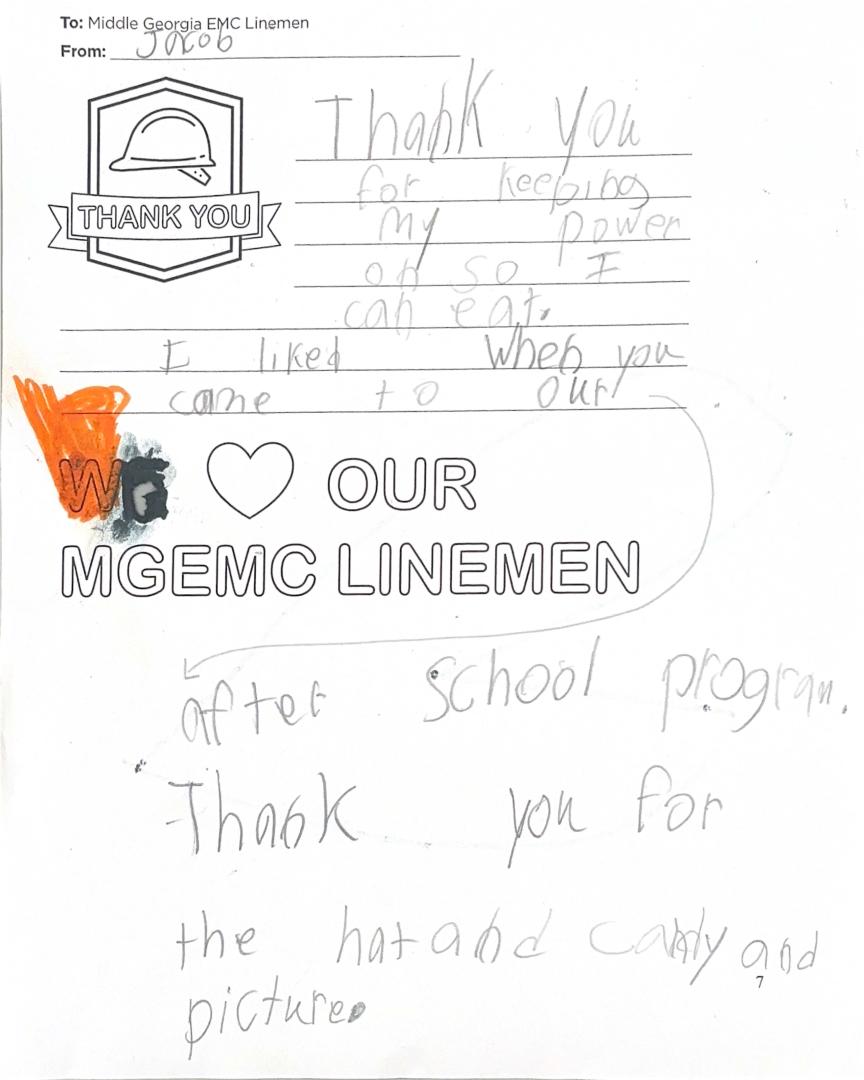 To: Middle Georgia EMC Linemen
From: Jacob
THANK YOU
Thank you
for keeping
my power
on so I
can eat.
I liked when you
came to our
WE ♡ OUR
MGEMC LINEMEN
after school program.
Thank you for
the hat and candy and
7
picture.